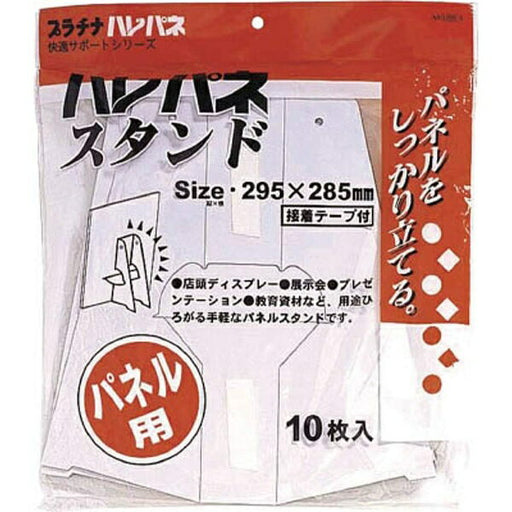 プラチナ ハレパネ
快適サポートシリーズ
ハレパネ
スタンド
Size・295×285mm
縦×横
接着テープ付
●店頭ディスプレー●展示会●プレゼ
ンテーション●教育資材など、用途ひ
ろがる手軽なパネルスタンドです。
パネルを
しっかり立てる。
パネル
用
10枚入